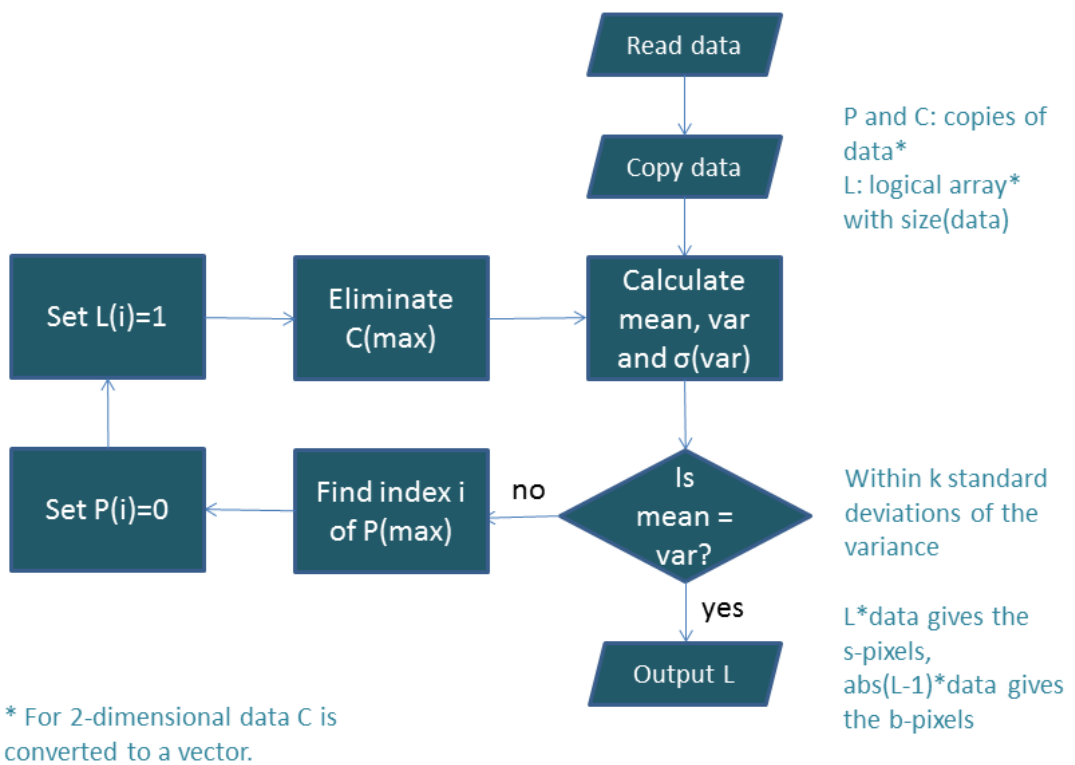 Read data
Copy data
P and C: copies of
data*
L: logical array*
with size(data)
Set L(i)=1
Eliminate
C(max)
Calculate
mean, var
and σ(var)
Set P(i)=0
Find index i
of P(max)
no
Is
mean =
var?
Within k standard
deviations of the
variance
yes
Output L
L*data gives the
s-pixels,
abs(L-1)*data gives
the b-pixels
* For 2-dimensional data C is
converted to a vector.